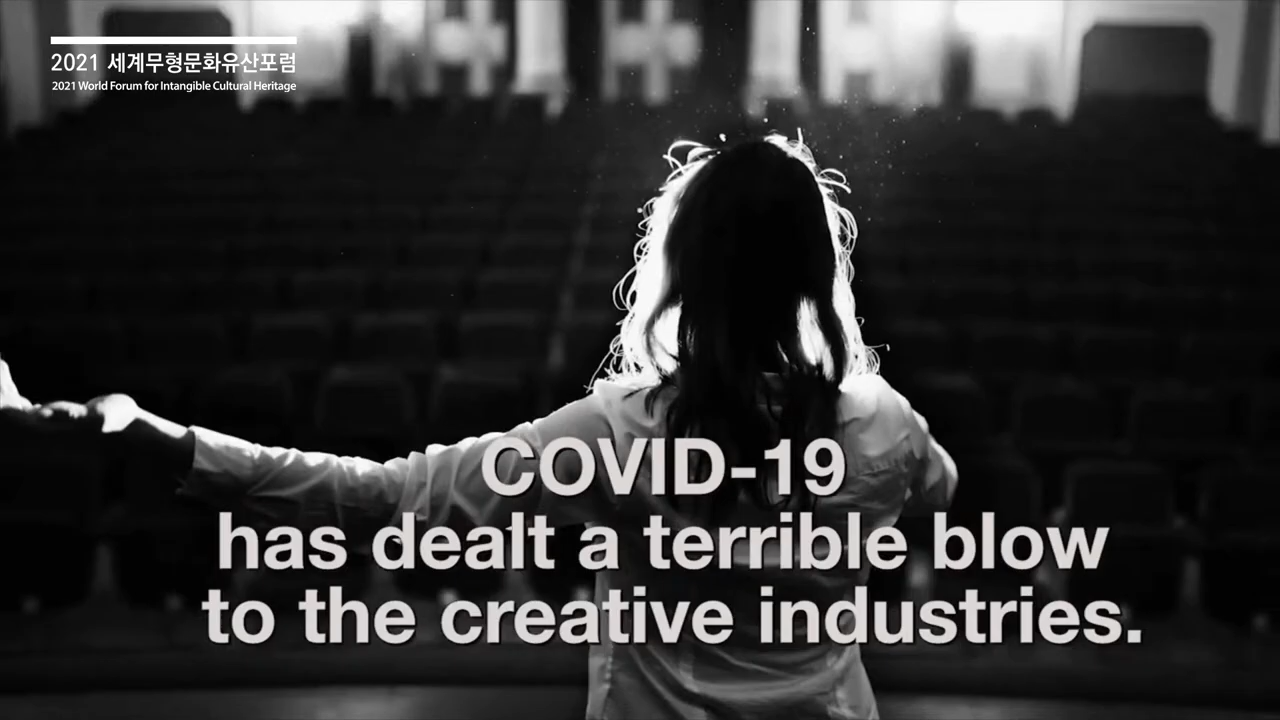 2021 세계무형문화유산포럼
2021 World Forum for Intangible Cultural Heritage
COVID-19
has dealt a terrible blow
to the creative industries.